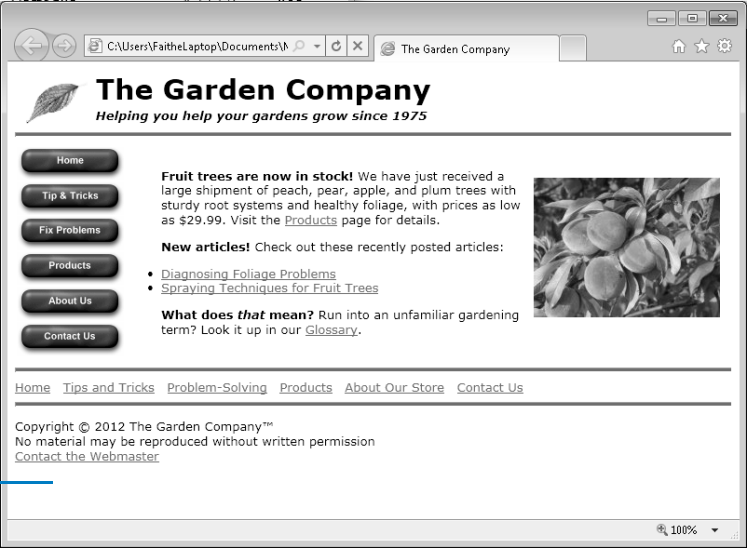 C:\Users\FaitheLaptop\Documents\
The Garden Company
The Garden Company
Helping you help your gardens grow since 1975
Home
Tip & Tricks
Fix Problems
Products
About Us
Contact Us
Fruit trees are now in stock! We have just received a
large shipment of peach, pear, apple, and plum trees with
sturdy root systems and healthy foliage, with prices as low
as $29.99. Visit the Products page for details.
New articles! Check out these recently posted articles:
• Diagnosing Foliage Problems
• Spraying Techniques for Fruit Trees
What does that mean? Run into an unfamiliar gardening
term? Look it up in our Glossary.
Home Tips and Tricks Problem-Solving Products About Our Store Contact Us
Copyright © 2012 The Garden Company™
No material may be reproduced without written permission
Contact the Webmaster
100%